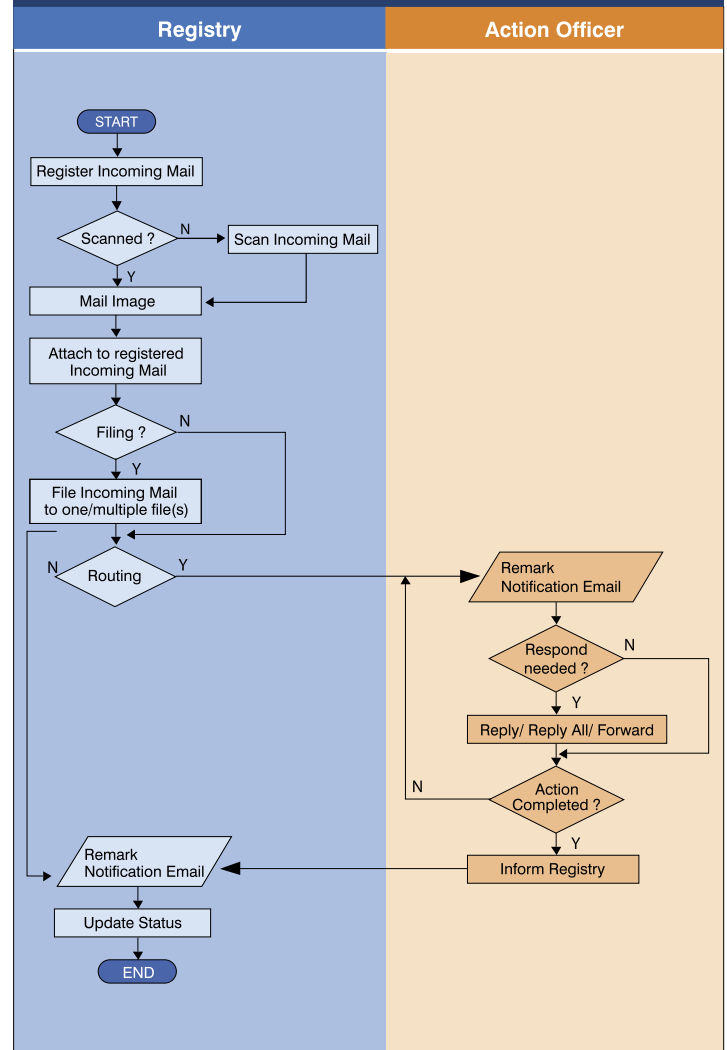 Registry
Action Officer
START
Register Incoming Mail
Scanned ?
N
Scan Incoming Mail
Y
Mail Image
Attach to registered
Incoming Mail
Filing ?
N
Y
File Incoming Mail
to one/multiple file(s)
N
Routing
Y
Remark
Notification Email
Respond
needed ?
N
Y
Reply/ Reply All/ Forward
Action
Completed ?
N
Y
Inform Registry
Remark
Notification Email
Update Status
END